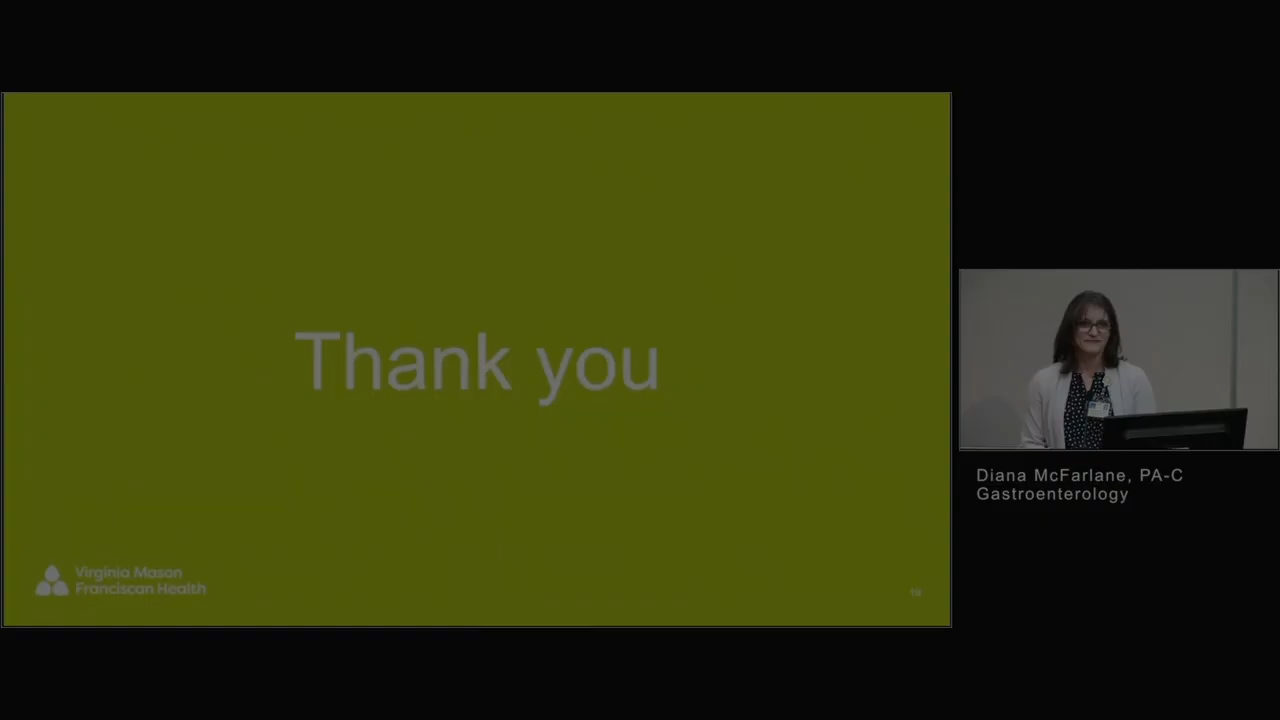 Thank you
Virginia Mason
Franciscan Health
Diana McFarlane, PA-C
Gastroenterology